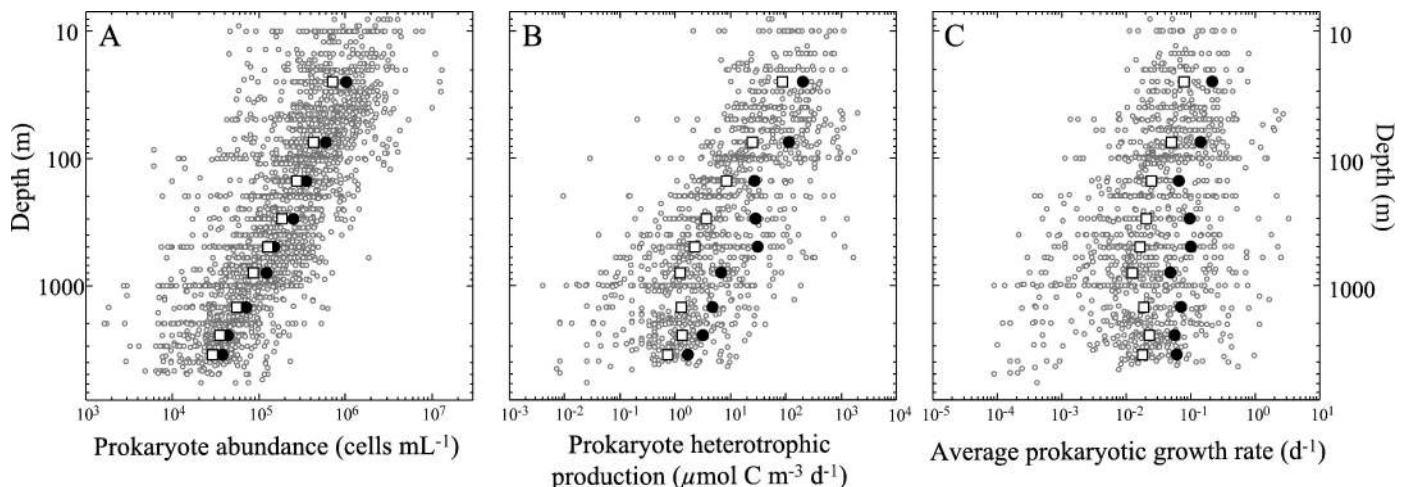 A
B
C
10
100
1000
Depth (m)
10³
10⁴
10⁵
10⁶
10⁷
Prokaryote abundance (cells mL⁻¹)
10⁻³
10⁻²
10⁻¹
10⁰
10¹
10²
10³
10⁴
Prokaryote heterotrophic
production (µmol C m⁻³ d⁻¹)
10⁻⁵
10⁻⁴
10⁻³
10⁻²
10⁻¹
10⁰
10¹
Average prokaryotic growth rate (d⁻¹)
10
100
1000
Depth (m)